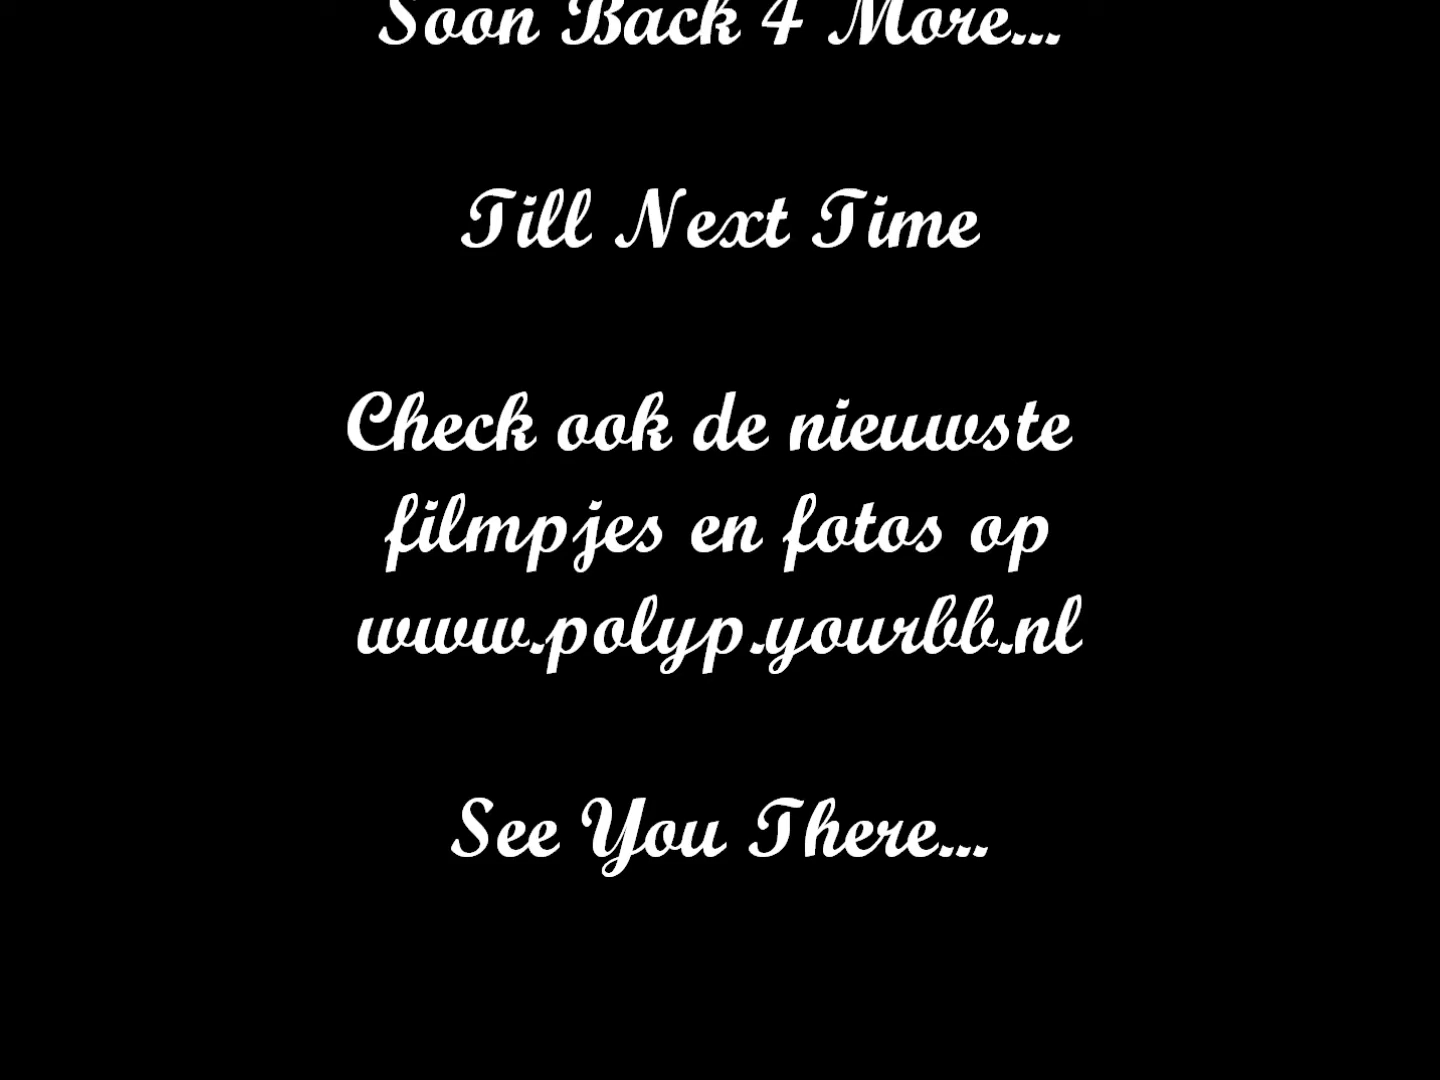 Soon Back 4 More...
Till Next Time
Check ook de nieuwste
filmpjes en fotos op
www.polyp.yourbb.nl
See You There...